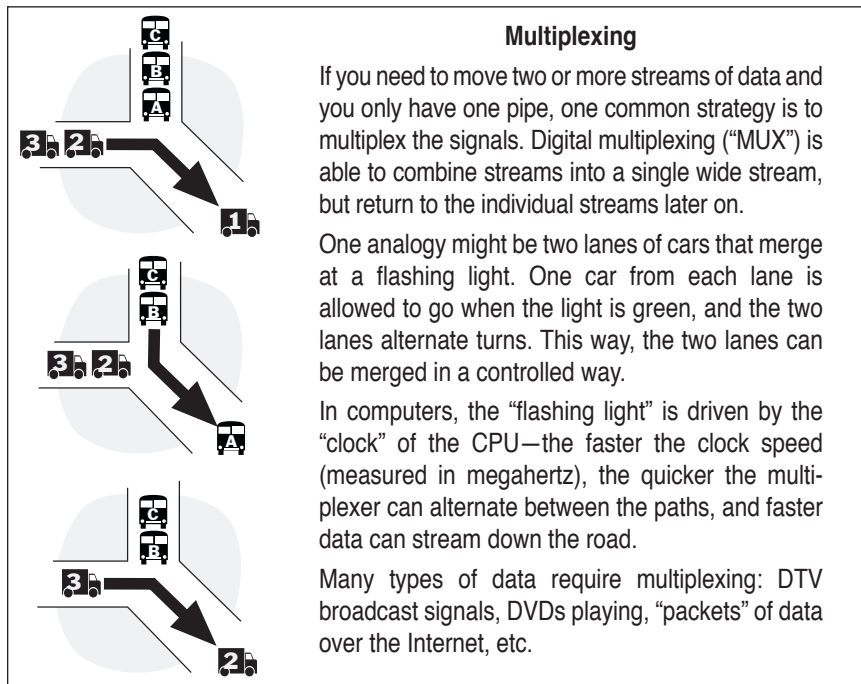 C
B
A
3 2
1
C
B
3 2
A
C
B
3
2
Multiplexing
If you need to move two or more streams of data and
you only have one pipe, one common strategy is to
multiplex the signals. Digital multiplexing (“MUX”) is
able to combine streams into a single wide stream,
but return to the individual streams later on.
One analogy might be two lanes of cars that merge
at a flashing light. One car from each lane is
allowed to go when the light is green, and the two
lanes alternate turns. This way, the two lanes can
be merged in a controlled way.
In computers, the “flashing light” is driven by the
“clock” of the CPU—the faster the clock speed
(measured in megahertz), the quicker the multi-
plexer can alternate between the paths, and faster
data can stream down the road.
Many types of data require multiplexing: DTV
broadcast signals, DVDs playing, “packets” of data
over the Internet, etc.